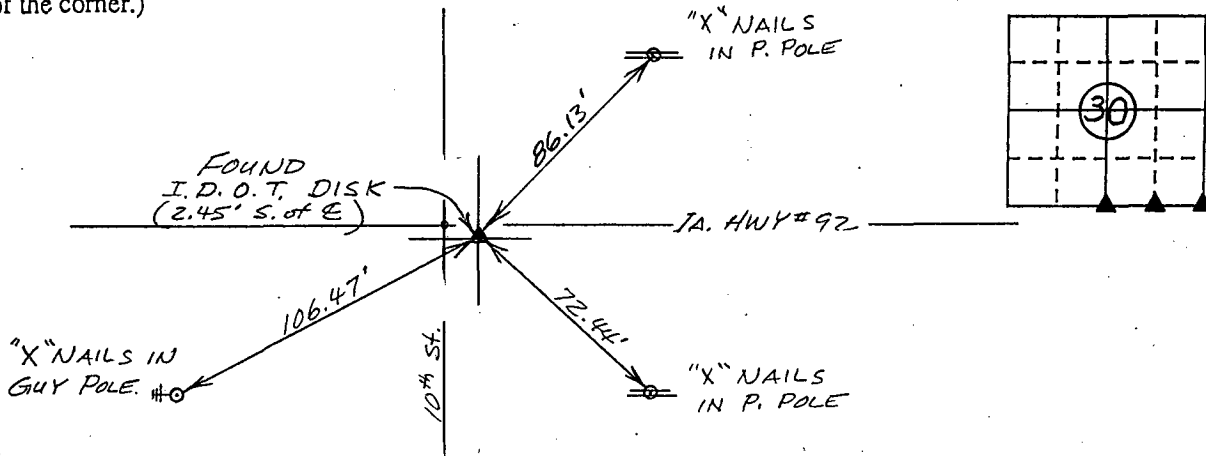 of the corner.)
"X" NAILS
IN P. POLE
30
86.13'
FOUND
I.D.O.T. DISK
(2.45' S. of ℄)
IA. HWY #92
106.47'
72.44'
"X" NAILS IN
GUY POLE.
10th St.
"X" NAILS
IN P. POLE